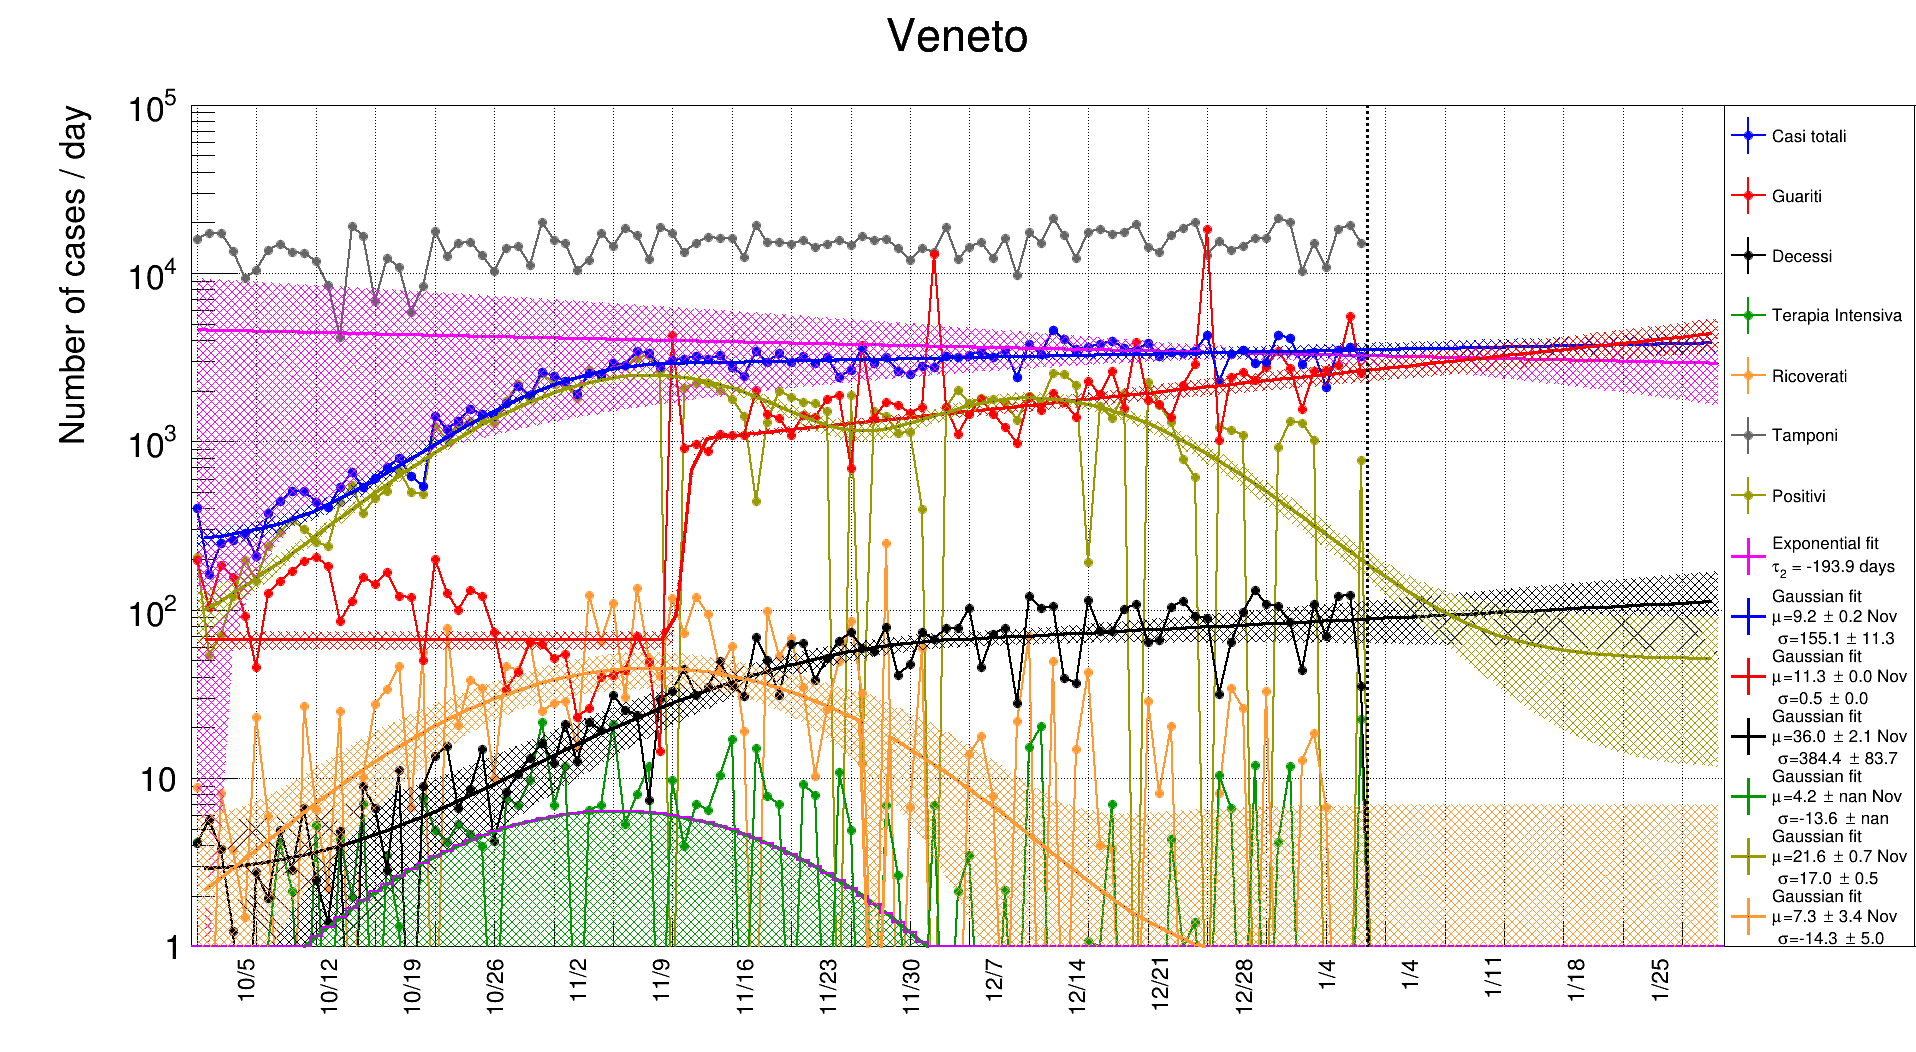 Veneto
Number of cases / day
10^5
10^4
10^3
10^2
10
1
10/5
10/12
10/19
10/26
11/2
11/9
11/16
11/23
11/30
12/7
12/14
12/21
12/28
1/4
1/4
1/11
1/18
1/25
Casi totali
Guariti
Decessi
Terapia Intensiva
Ricoverati
Tamponi
Positivi
Exponential fit
τ_2 = -193.9 days
Gaussian fit
μ=9.2 ± 0.2 Nov
σ=155.1 ± 11.3
Gaussian fit
μ=11.3 ± 0.0 Nov
σ=0.5 ± 0.0
Gaussian fit
μ=36.0 ± 2.1 Nov
σ=384.4 ± 83.7
Gaussian fit
μ=4.2 ± nan Nov
σ=-13.6 ± nan
Gaussian fit
μ=21.6 ± 0.7 Nov
σ=17.0 ± 0.5
Gaussian fit
μ=7.3 ± 3.4 Nov
σ=-14.3 ± 5.0